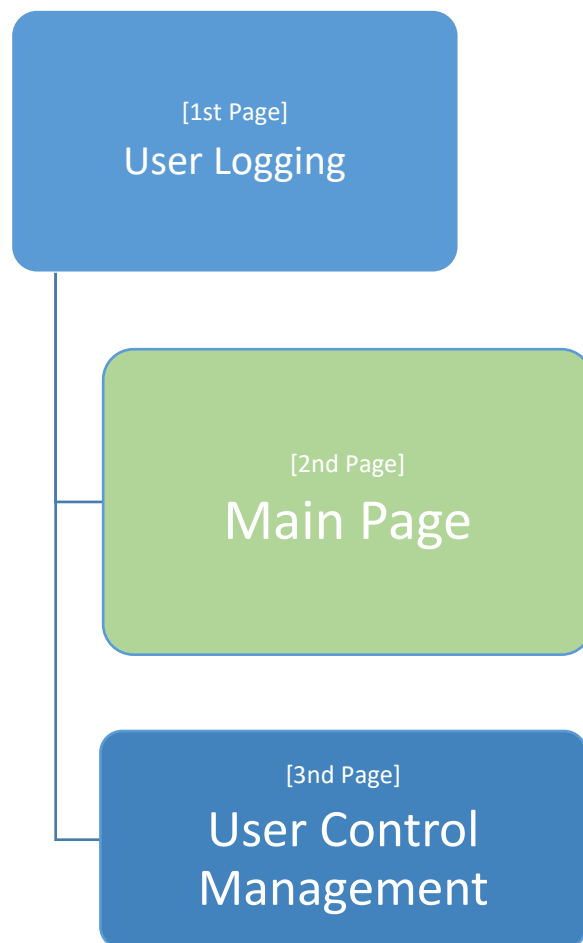 [1st Page]
User Logging
[2nd Page]
Main Page
[3nd Page]
User Control
Management